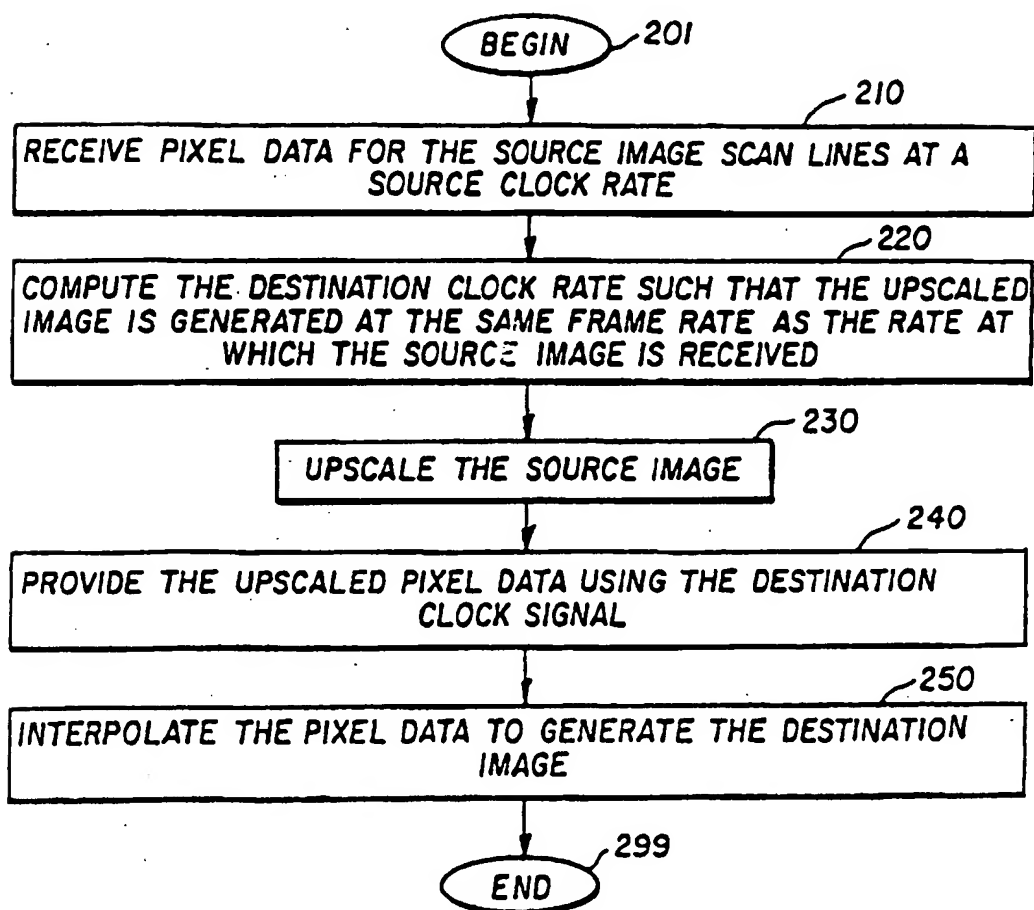 BEGIN
201
210
RECEIVE PIXEL DATA FOR THE SOURCE IMAGE SCAN LINES AT A
SOURCE CLOCK RATE
220
COMPUTE THE DESTINATION CLOCK RATE SUCH THAT THE UPSCALED
IMAGE IS GENERATED AT THE SAME FRAME RATE AS THE RATE AT
WHICH THE SOURCE IMAGE IS RECEIVED
230
UPSCALE THE SOURCE IMAGE
240
PROVIDE THE UPSCALED PIXEL DATA USING THE DESTINATION
CLOCK SIGNAL
250
INTERPOLATE THE PIXEL DATA TO GENERATE THE DESTINATION
IMAGE
299
END